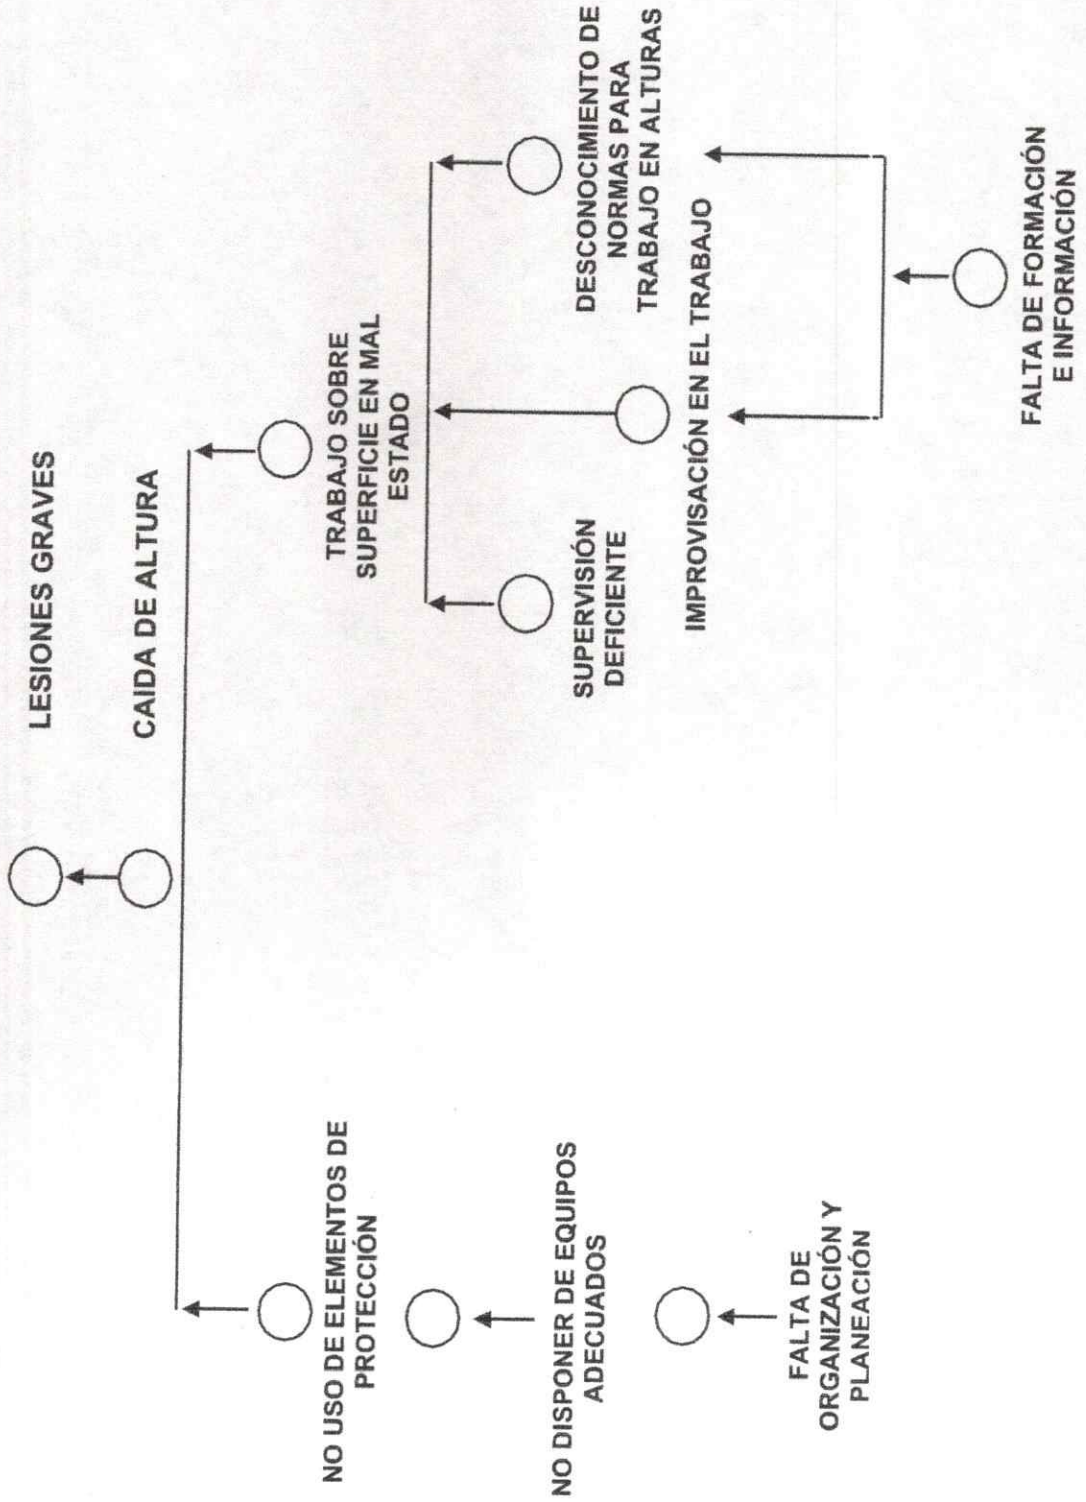 LESIONES GRAVES
CAIDA DE ALTURA
NO USO DE ELEMENTOS DE
PROTECCIÓN
TRABAJO SOBRE
SUPERFICIE EN MAL
ESTADO
NO DISPONER DE EQUIPOS
ADECUADOS
SUPERVISIÓN
DEFICIENTE
DESCONOCIMIENTO DE
NORMAS PARA
TRABAJO EN ALTURAS
IMPROVISACIÓN EN EL TRABAJO
FALTA DE
ORGANIZACIÓN Y
PLANEACIÓN
FALTA DE FORMACIÓN
E INFORMACIÓN